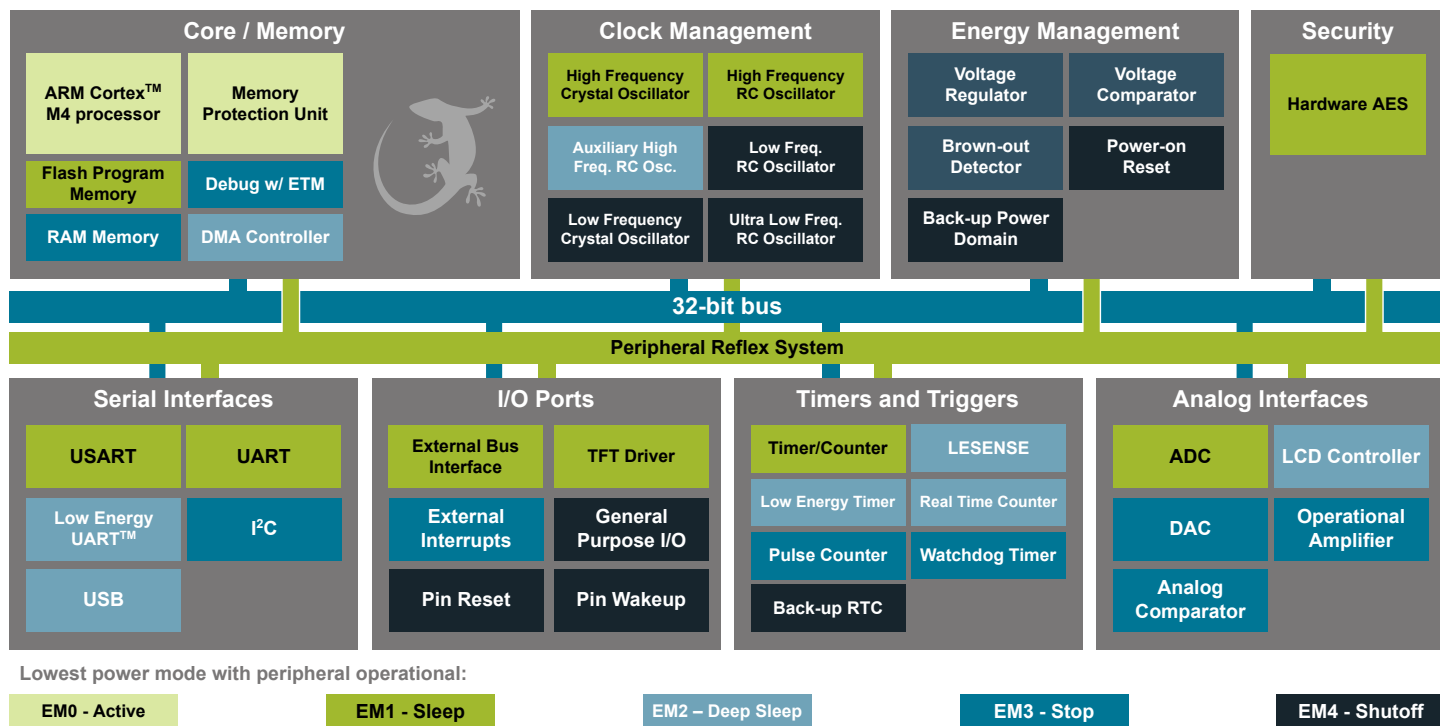 Core / Memory
ARM Cortex™
M4 processor
Memory
Protection Unit
Flash Program
Memory
Debug w/ ETM
RAM Memory
DMA Controller
Clock Management
High Frequency
Crystal Oscillator
High Frequency
RC Oscillator
Auxiliary High
Freq. RC Osc.
Low Freq.
RC Oscillator
Low Frequency
Crystal Oscillator
Ultra Low Freq.
RC Oscillator
Energy Management
Voltage
Regulator
Voltage
Comparator
Brown-out
Detector
Power-on
Reset
Back-up Power
Domain
Security
Hardware AES
32-bit bus
Peripheral Reflex System
Serial Interfaces
USART
UART
Low Energy
UART™
I²C
USB
I/O Ports
External Bus
Interface
TFT Driver
External
Interrupts
General
Purpose I/O
Pin Reset
Pin Wakeup
Timers and Triggers
Timer/Counter
LESENSE
Low Energy Timer
Real Time Counter
Pulse Counter
Watchdog Timer
Back-up RTC
Analog Interfaces
ADC
LCD Controller
DAC
Operational
Amplifier
Analog
Comparator
Lowest power mode with peripheral operational:
EM0 - Active
EM1 - Sleep
EM2 – Deep Sleep
EM3 - Stop
EM4 - Shutoff